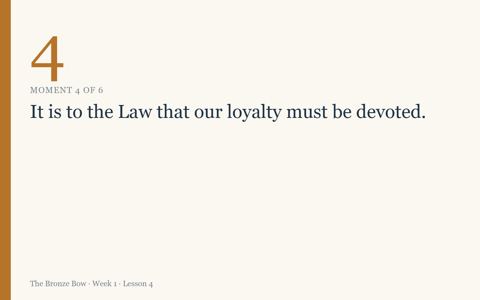 4
MOMENT 4 OF 6
It is to the Law that our loyalty must be devoted.
The Bronze Bow · Week 1 · Lesson 4